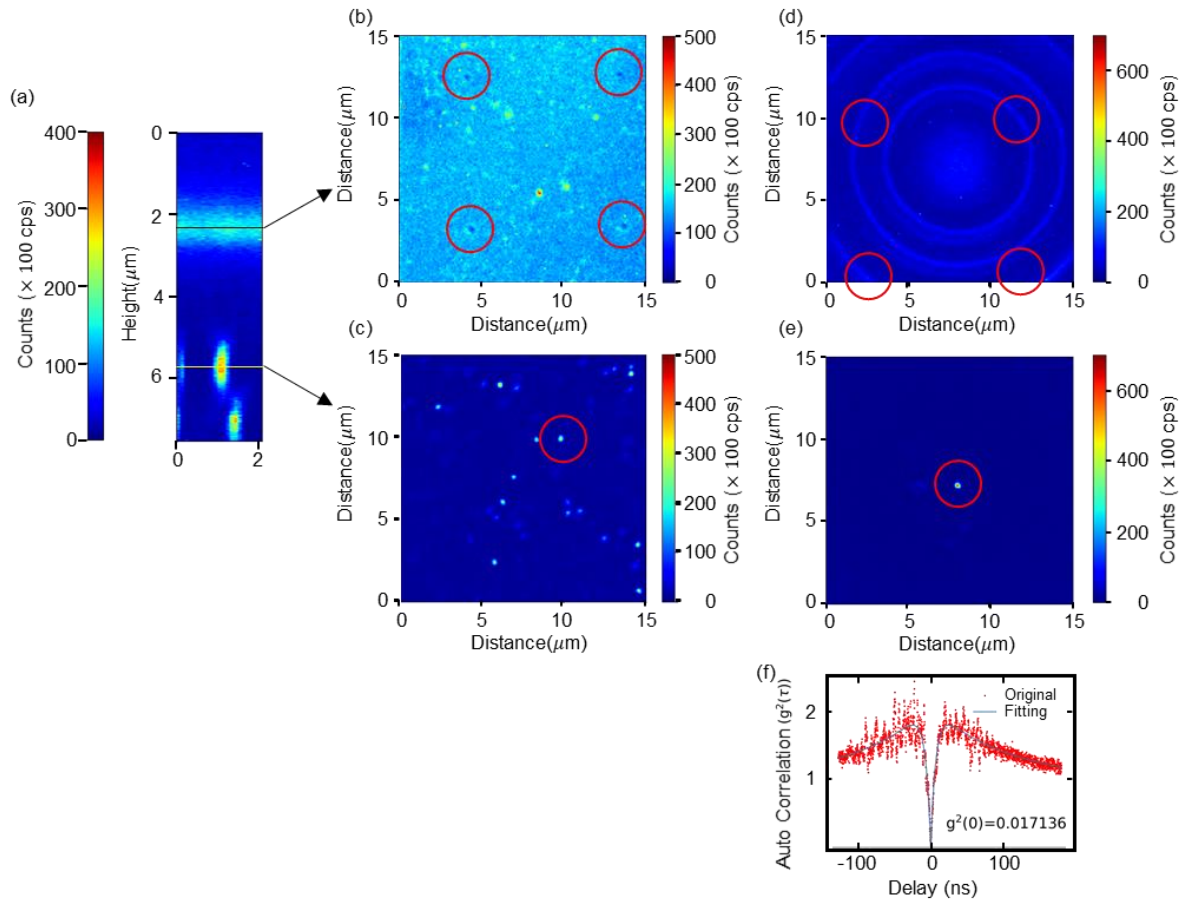 (a)
Counts (× 100 cps)
400
300
200
100
0
Height(μm)
0
2
4
6
0 2
(b)
Distance(μm)
15
10
5
0
0 5 10 15
Distance(μm)
Counts (× 100 cps)
500
400
300
200
100
0
(c)
Distance(μm)
15
10
5
0
0 5 10 15
Distance(μm)
Counts (× 100 cps)
500
400
300
200
100
0
(d)
Distance(μm)
15
10
5
0
0 5 10 15
Distance(μm)
Counts (× 100 cps)
600
400
200
0
(e)
Distance(μm)
15
10
5
0
0 5 10 15
Distance(μm)
Counts (× 100 cps)
600
400
200
0
(f)
Auto Correlation (g²(τ))
2
1
Original
Fitting
g²(0)=0.017136
-100 0 100
Delay (ns)